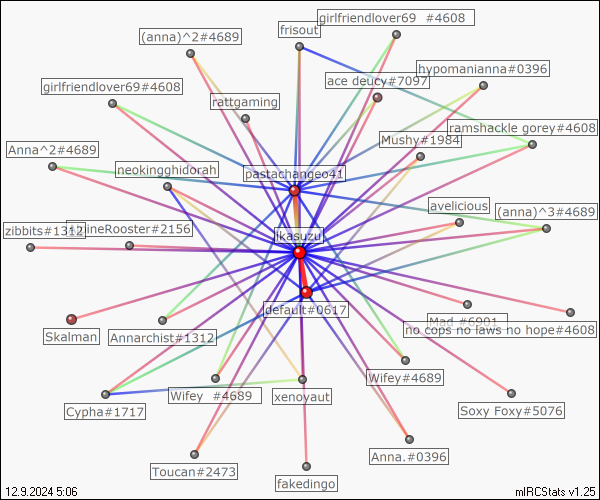 girlfriendlover69 #4608
frisout
(anna)^2#4689
hypomanianna#0396
ace deucy#7097
girlfriendlover69#4608
rattgaming
ramshackle gorey#4608
Mushy#1984
Anna^2#4689
neokingghidorah
pastachangeo41
avelicious
(anna)^3#4689
zibbits#1312
ineRooster#2156
ikasuzu
default#0617
Mad #6901
no cops no laws no hope#4608
Skalman
Annarchist#1312
Wifey#4689
Wifey #4689
xenoyaut
Cypha#1717
Soxy Foxy#5076
Anna.#0396
Toucan#2473
fakedingo
12.9.2024 5:06
mIRCStats v1.25